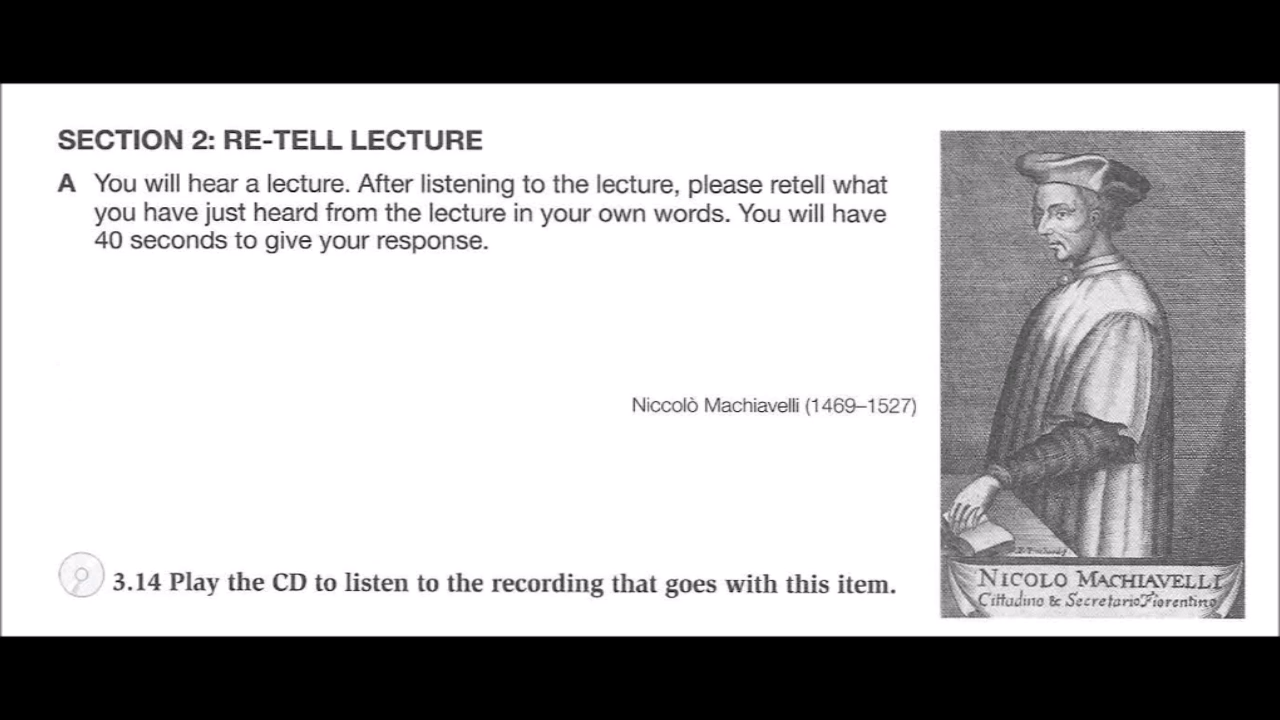 SECTION 2: RE-TELL LECTURE
A You will hear a lecture. After listening to the lecture, please retell what
you have just heard from the lecture in your own words. You will have
40 seconds to give your response.
Niccolò Machiavelli (1469–1527)
3.14 Play the CD to listen to the recording that goes with this item.
NICOLO MACHIAVELLI
Cittadino & Secretario Fiorentino